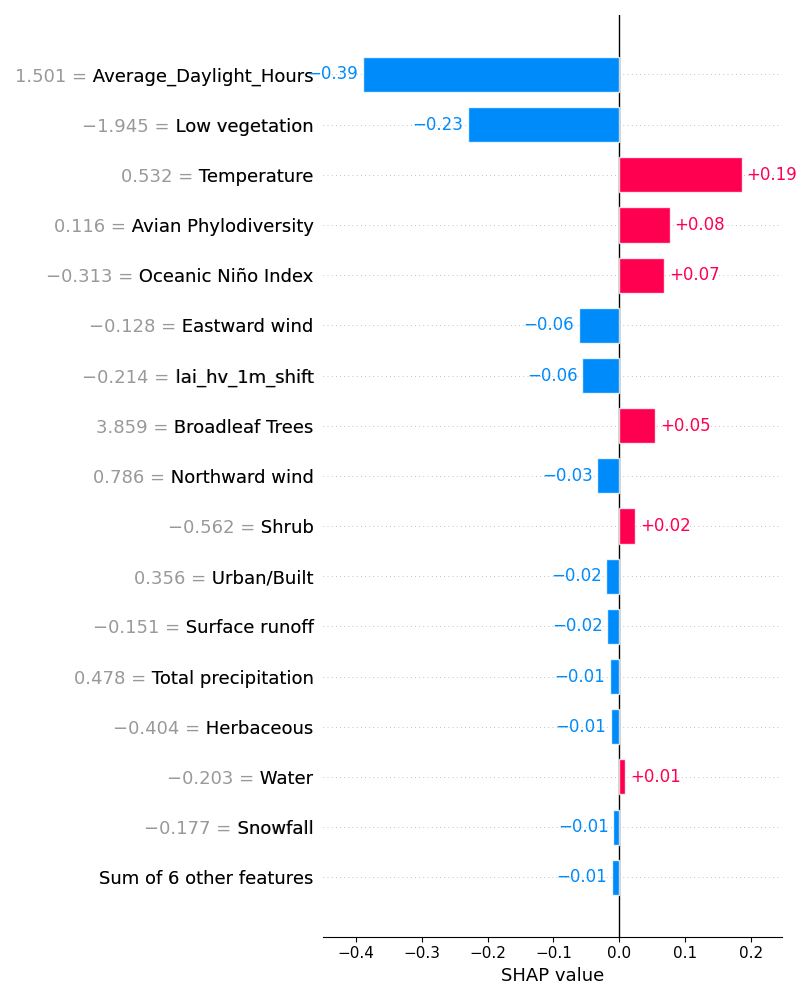 1.501 = Average_Daylight_Hours −0.39
−1.945 = Low vegetation −0.23
0.532 = Temperature +0.19
0.116 = Avian Phylodiversity +0.08
−0.313 = Oceanic Niño Index +0.07
−0.128 = Eastward wind −0.06
−0.214 = lai_hv_1m_shift −0.06
3.859 = Broadleaf Trees +0.05
0.786 = Northward wind −0.03
−0.562 = Shrub +0.02
0.356 = Urban/Built −0.02
−0.151 = Surface runoff −0.02
0.478 = Total precipitation −0.01
−0.404 = Herbaceous −0.01
−0.203 = Water +0.01
−0.177 = Snowfall −0.01
Sum of 6 other features −0.01
−0.4 −0.3 −0.2 −0.1 0.0 0.1 0.2
SHAP value